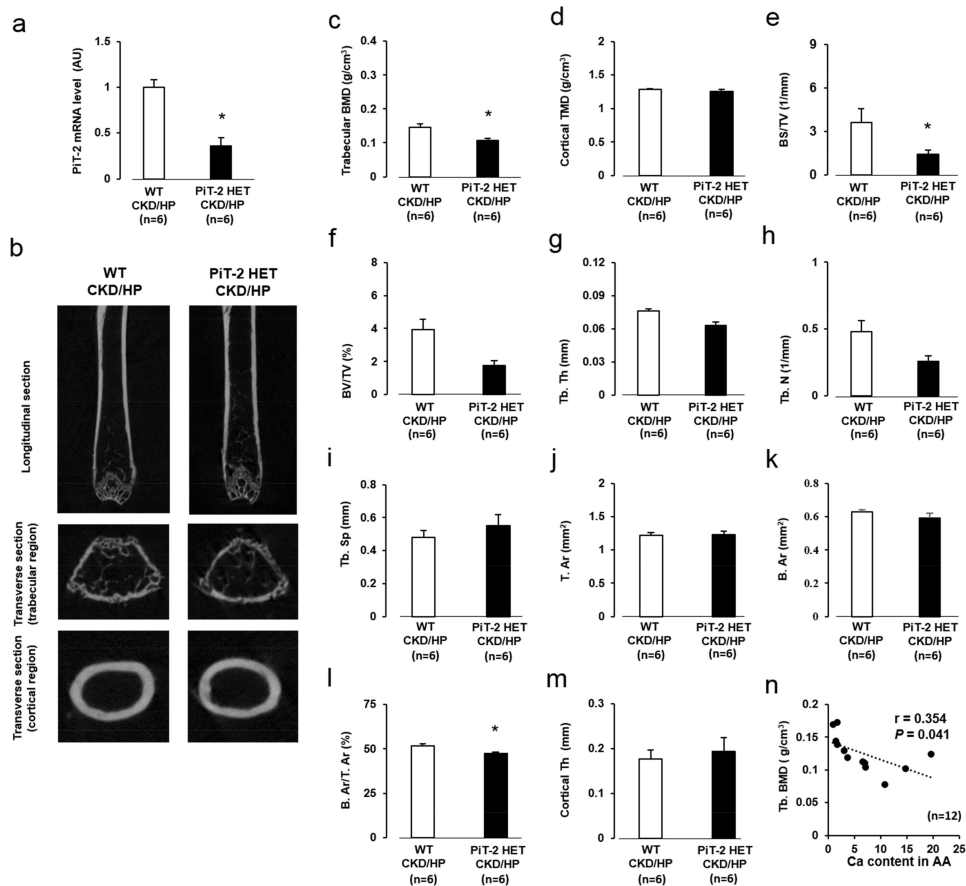 a
PiT-2 mRNA level (AU)
1.5
1
0.5
0
*
WT
CKD/HP
(n=6)
PiT-2 HET
CKD/HP
(n=6)
b
WT
CKD/HP
PiT-2 HET
CKD/HP
Longitudinal section
Transverse section
(trabecular region)
Transverse section
(cortical region)
c
Trabecular BMD (g/cm³)
0.4
0.3
0.2
0.1
0
*
WT
CKD/HP
(n=6)
PiT-2 HET
CKD/HP
(n=6)
d
Cortical TMD (g/cm³)
2
1.5
1
0.5
0
WT
CKD/HP
(n=6)
PiT-2 HET
CKD/HP
(n=6)
e
BS/TV (1/mm)
9
6
3
0
*
WT
CKD/HP
(n=6)
PiT-2 HET
CKD/HP
(n=6)
f
BV/TV (%)
8
6
4
2
0
WT
CKD/HP
(n=6)
PiT-2 HET
CKD/HP
(n=6)
g
Tb. Th (mm)
0.12
0.09
0.06
0.03
0
WT
CKD/HP
(n=6)
PiT-2 HET
CKD/HP
(n=6)
h
Tb. N (1/mm)
1
0.5
0
WT
CKD/HP
(n=6)
PiT-2 HET
CKD/HP
(n=6)
i
Tb. Sp (mm)
0.8
0.6
0.4
0.2
0
WT
CKD/HP
(n=6)
PiT-2 HET
CKD/HP
(n=6)
j
T. Ar (mm²)
2
1.5
1
0.5
0
WT
CKD/HP
(n=6)
PiT-2 HET
CKD/HP
(n=6)
k
B. Ar (mm²)
0.8
0.6
0.4
0.2
0
WT
CKD/HP
(n=6)
PiT-2 HET
CKD/HP
(n=6)
l
B. Ar/T. Ar (%)
75
50
25
0
*
WT
CKD/HP
(n=6)
PiT-2 HET
CKD/HP
(n=6)
m
Cortical Th (mm)
0.3
0.2
0.1
0
WT
CKD/HP
(n=6)
PiT-2 HET
CKD/HP
(n=6)
n
Tb. BMD ( g/cm³)
0.2
0.15
0.1
0.05
0
r = 0.354
P = 0.041
(n=12)
0 5 10 15 20 25
Ca content in AA